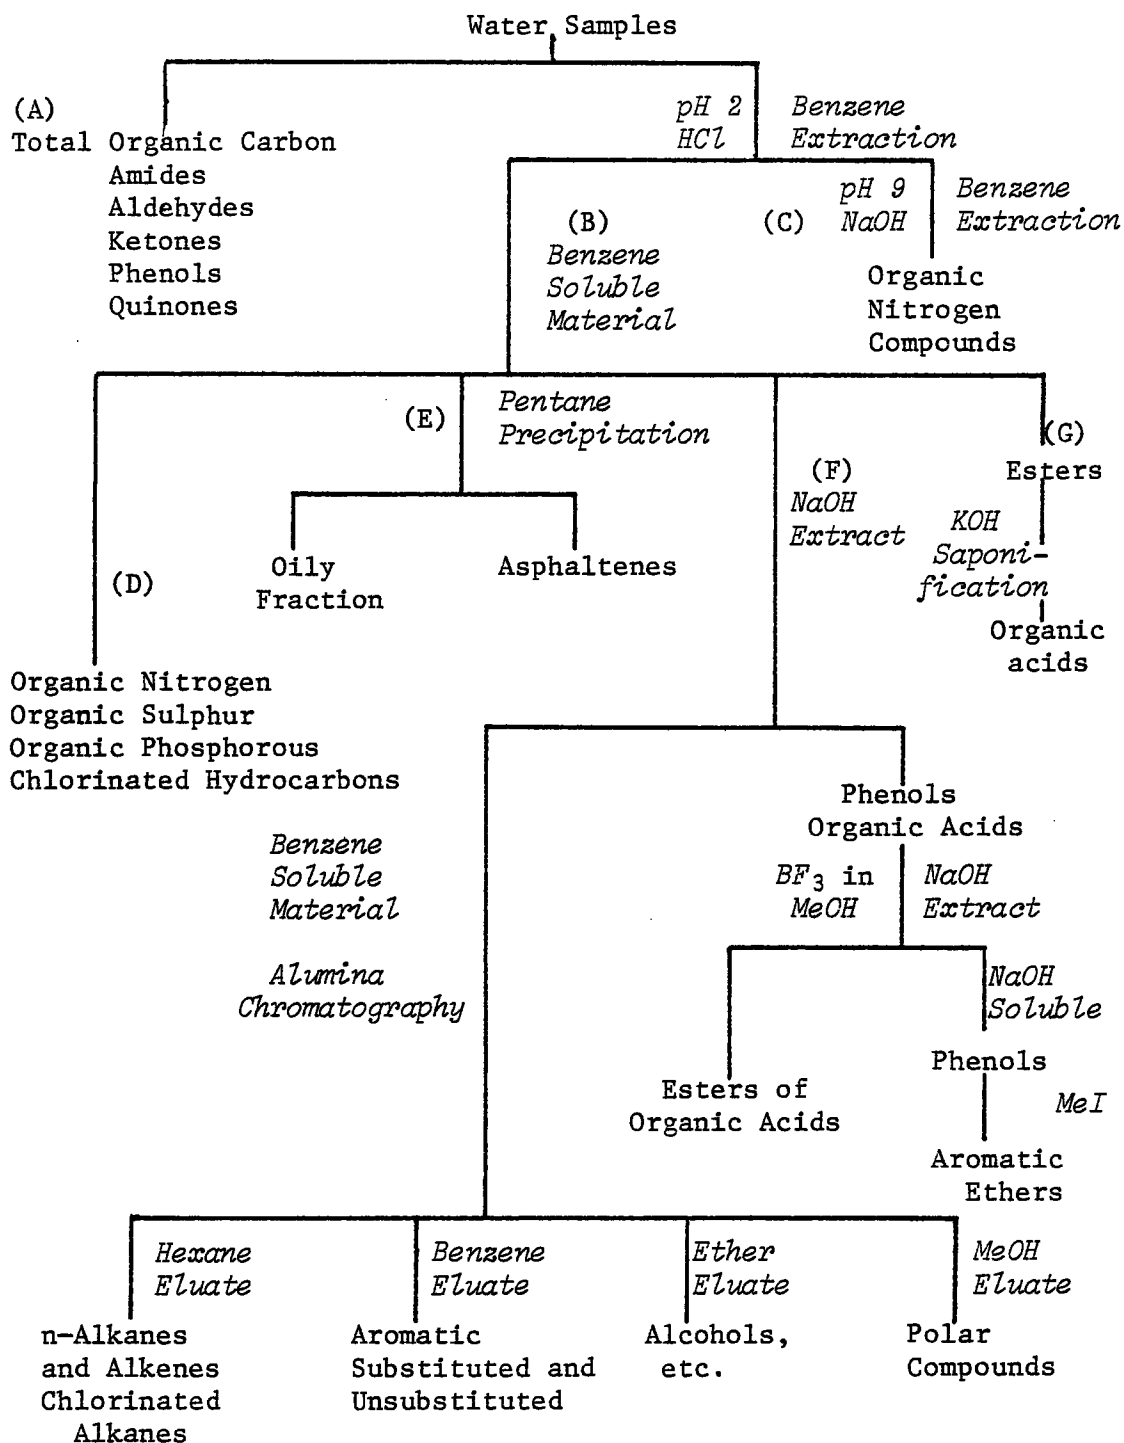 Water Samples
(A)
Total Organic Carbon
Amides
Aldehydes
Ketones
Phenols
Quinones
pH 2
HCl
Benzene
Extraction
(B)
Benzene
Soluble
Material
(C)
pH 9
NaOH
Benzene
Extraction
Organic
Nitrogen
Compounds
(D)
Organic Nitrogen
Organic Sulphur
Organic Phosphorous
Chlorinated Hydrocarbons
(E)
Pentane
Precipitation
Oily
Fraction
Asphaltenes
(F)
NaOH
Extract
(G)
Esters
KOH
Saponi-
fication
Organic
acids
Phenols
Organic Acids
BF3 in
MeOH
NaOH
Extract
Esters of
Organic Acids
NaOH
Soluble
Phenols
MeI
Aromatic
Ethers
Benzene
Soluble
Material
Alumina
Chromatography
Hexane
Eluate
n-Alkanes
and Alkenes
Chlorinated
Alkanes
Benzene
Eluate
Aromatic
Substituted and
Unsubstituted
Ether
Eluate
Alcohols,
etc.
MeOH
Eluate
Polar
Compounds